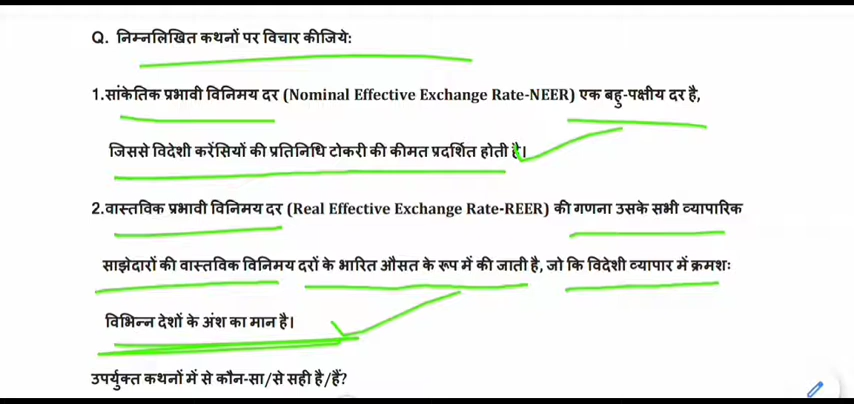 Q. निम्नलिखित कथनों पर विचार कीजिये:
1.सांकेतिक प्रभावी विनिमय दर (Nominal Effective Exchange Rate-NEER) एक बहु-पक्षीय दर है,
जिससे विदेशी करेंसियों की प्रतिनिधि टोकरी की कीमत प्रदर्शित होती है।
2.वास्तविक प्रभावी विनिमय दर (Real Effective Exchange Rate-REER) की गणना उसके सभी व्यापारिक
साझेदारों की वास्तविक विनिमय दरों के भारित औसत के रूप में की जाती है, जो कि विदेशी व्यापार में क्रमशः
विभिन्न देशों के अंश का मान है।
उपर्युक्त कथनों में से कौन-सा/से सही है/हैं?